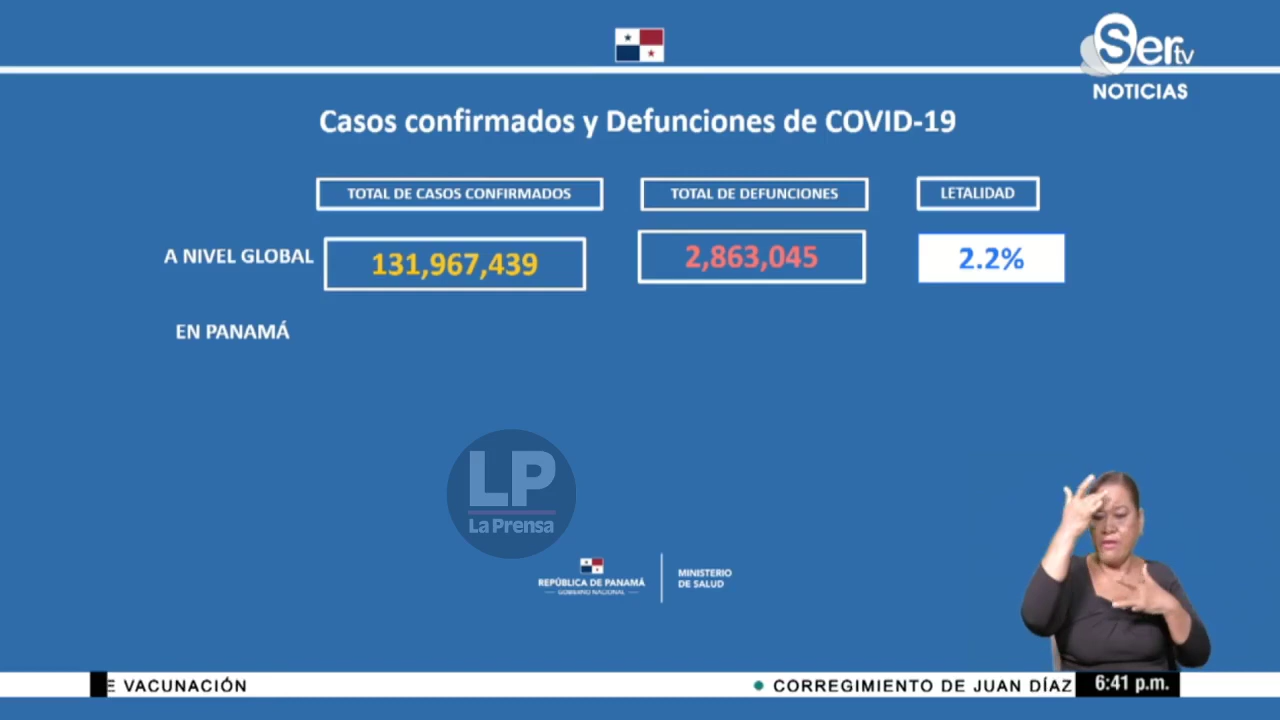 Ser tv
NOTICIAS
Casos confirmados y Defunciones de COVID-19
TOTAL DE CASOS CONFIRMADOS
TOTAL DE DEFUNCIONES
LETALIDAD
A NIVEL GLOBAL
131,967,439
2,863,045
2.2%
EN PANAMÁ
LP
La Prensa
REPÚBLICA DE PANAMÁ
GOBIERNO NACIONAL
MINISTERIO
DE SALUD
E VACUNACIÓN
CORREGIMIENTO DE JUAN DÍAZ
6:41 p.m.